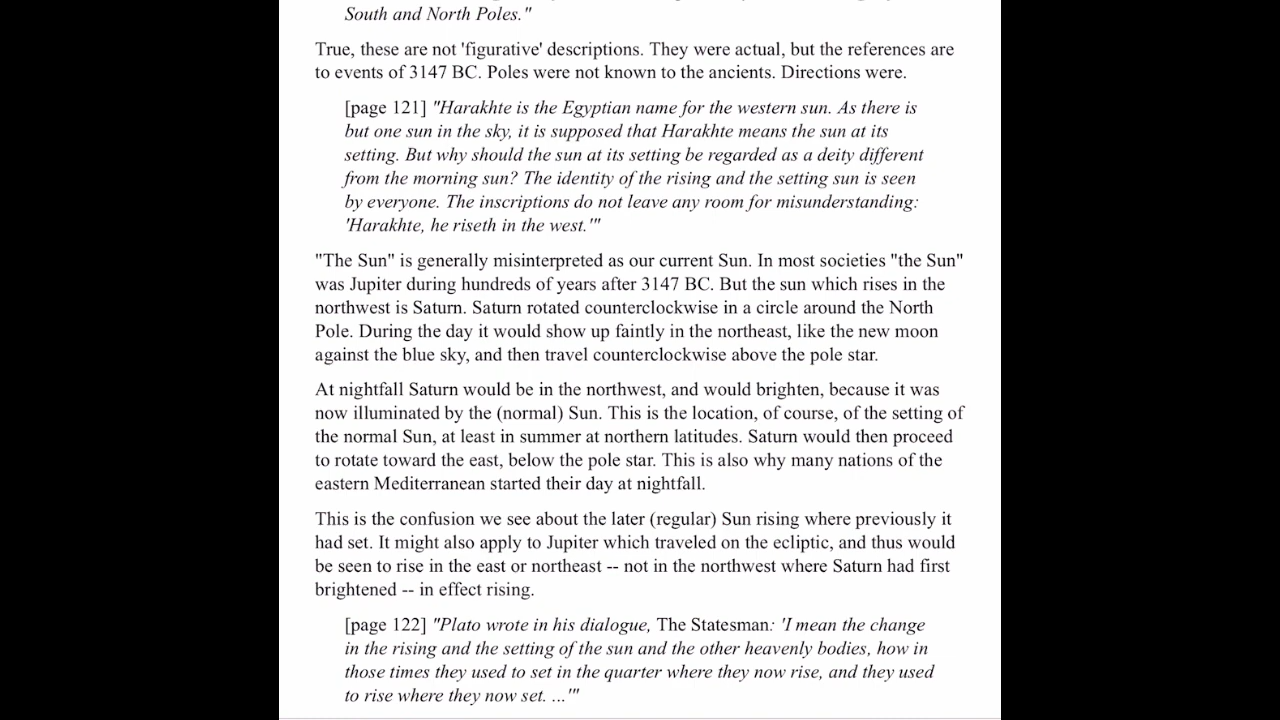 South and North Poles."
True, these are not 'figurative' descriptions. They were actual, but the references are
to events of 3147 BC. Poles were not known to the ancients. Directions were.
[page 121] "Harakhte is the Egyptian name for the western sun. As there is
but one sun in the sky, it is supposed that Harakhte means the sun at its
setting. But why should the sun at its setting be regarded as a deity different
from the morning sun? The identity of the rising and the setting sun is seen
by everyone. The inscriptions do not leave any room for misunderstanding:
'Harakhte, he riseth in the west.'"
"The Sun" is generally misinterpreted as our current Sun. In most societies "the Sun"
was Jupiter during hundreds of years after 3147 BC. But the sun which rises in the
northwest is Saturn. Saturn rotated counterclockwise in a circle around the North
Pole. During the day it would show up faintly in the northeast, like the new moon
against the blue sky, and then travel counterclockwise above the pole star.
At nightfall Saturn would be in the northwest, and would brighten, because it was
now illuminated by the (normal) Sun. This is the location, of course, of the setting of
the normal Sun, at least in summer at northern latitudes. Saturn would then proceed
to rotate toward the east, below the pole star. This is also why many nations of the
eastern Mediterranean started their day at nightfall.
This is the confusion we see about the later (regular) Sun rising where previously it
had set. It might also apply to Jupiter which traveled on the ecliptic, and thus would
be seen to rise in the east or northeast -- not in the northwest where Saturn had first
brightened -- in effect rising.
[page 122] "Plato wrote in his dialogue, The Statesman: 'I mean the change
in the rising and the setting of the sun and the other heavenly bodies, how in
those times they used to set in the quarter where they now rise, and they used
to rise where they now set. ...'"